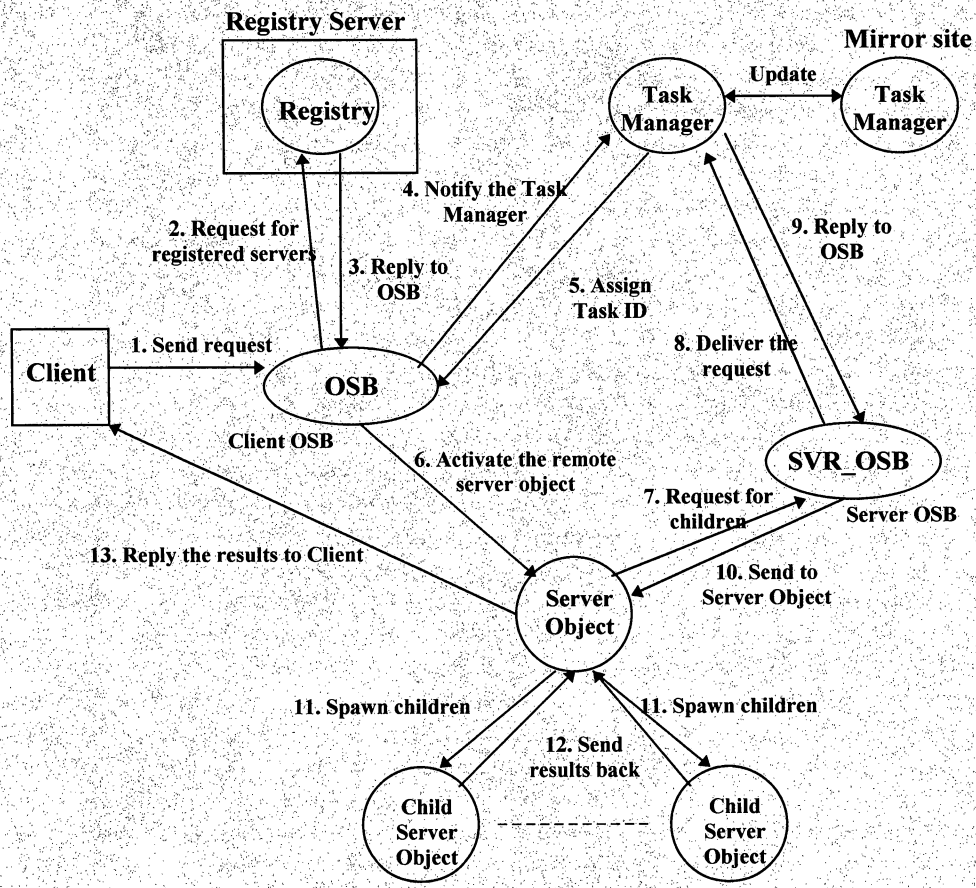 Registry Server
Mirror site
Registry
Task
Manager
Update
Task
Manager
4. Notify the Task
Manager
2. Request for
registered servers
3. Reply to
OSB
9. Reply to
OSB
5. Assign
Task ID
8. Deliver the
request
1. Send request
Client
OSB
Client OSB
SVR_OSB
Server OSB
6. Activate the remote
server object
7. Request for
children
13. Reply the results to Client
10. Send to
Server Object
Server
Object
11. Spawn children
11. Spawn children
12. Send
results back
Child
Server
Object
Child
Server
Object